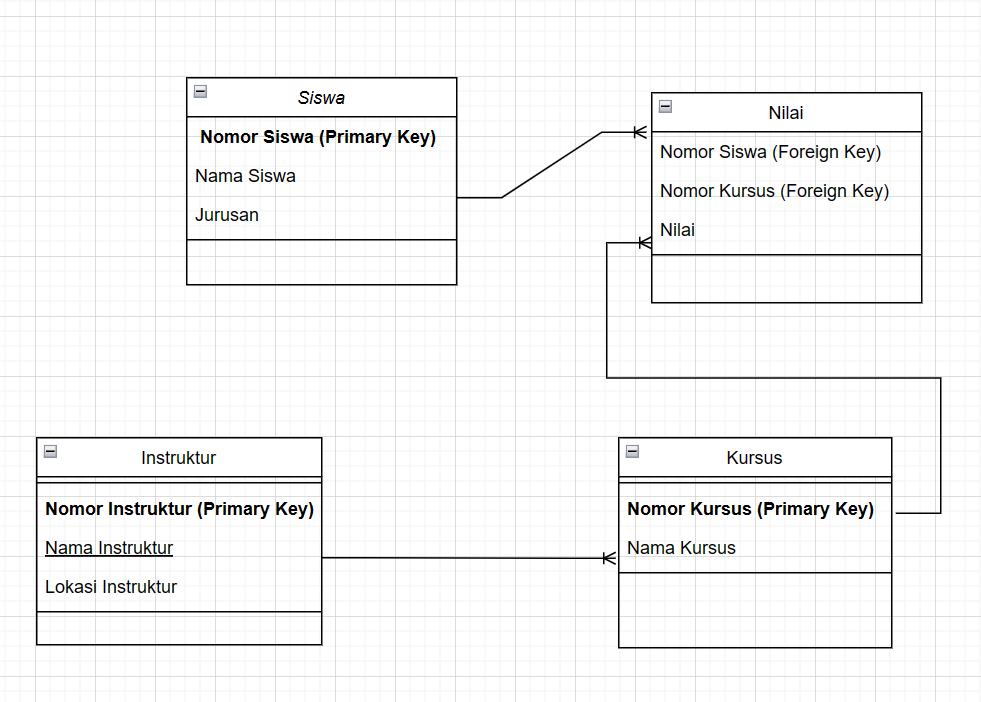 Siswa
Nomor Siswa (Primary Key)
Nama Siswa
Jurusan
Nilai
Nomor Siswa (Foreign Key)
Nomor Kursus (Foreign Key)
Nilai
Instruktur
Nomor Instruktur (Primary Key)
Nama Instruktur
Lokasi Instruktur
Kursus
Nomor Kursus (Primary Key)
Nama Kursus